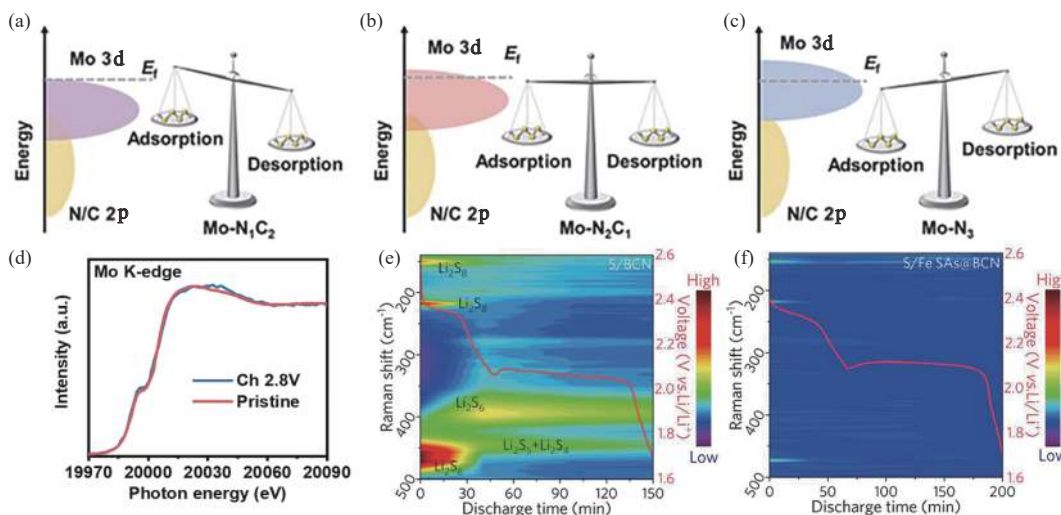 (a)
Mo 3d
E_f
Adsorption
Desorption
Energy
N/C 2p
Mo-N₁C₂
(b)
Mo 3d
E_f
Adsorption
Desorption
Energy
N/C 2p
Mo-N₂C₁
(c)
Mo 3d
E_f
Adsorption
Desorption
Energy
N/C 2p
Mo-N₃
(d)
Mo K-edge
Intensity (a.u.)
Ch 2.8V
Pristine
19970 20000 20030 20060 20090
Photon energy (eV)
(e)
S/BCN
Li₂S₈
Li₂S₈
Li₂S₆
Li₂S₅+Li₂S₄
Raman shift (cm⁻¹)
200
300
400
500
0 30 60 90 120 150
Discharge time (min)
2.6
2.4
2.2
2.0
1.8
1.6
Voltage (V vs.Li/Li⁺)
High
Low
(f)
S/Fe SAs@BCN
Raman shift (cm⁻¹)
200
300
400
500
0 50 100 150 200
Discharge time (min)
2.6
2.4
2.2
2.0
1.8
1.6
Voltage (V vs.Li/Li⁺)
High
Low